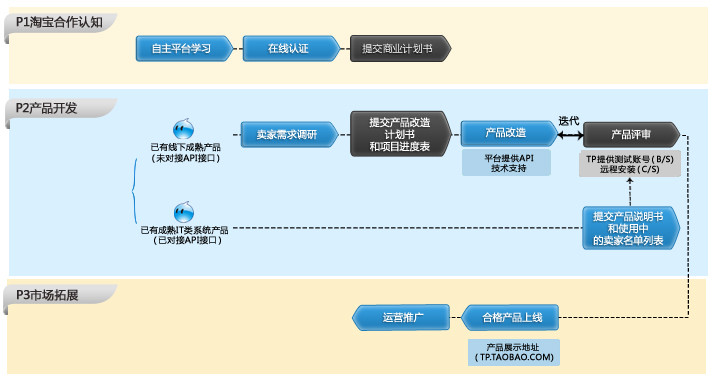 P1淘宝合作认知
自主平台学习
在线认证
提交商业计划书
P2产品开发
已有线下成熟产品
(未对接API接口)
卖家需求调研
提交产品改造
计划书
和项目进度表
产品改造
迭代
产品评审
平台提供API
技术支持
TP提供测试账号(B/S)
远程安装(C/S)
已有成熟IT类系统产品
(已对接API接口)
提交产品说明书
和使用中
的卖家名单列表
P3市场拓展
运营推广
合格产品上线
产品展示地址
(TP.TAOBAO.COM)